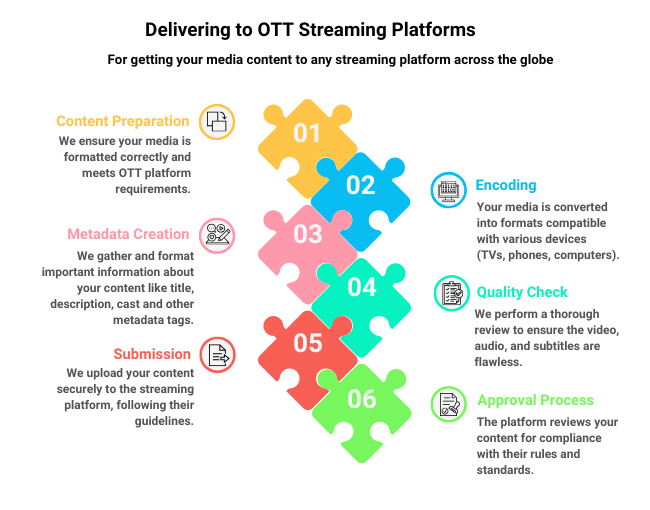 Delivering to OTT Streaming Platforms
For getting your media content to any streaming platform across the globe
01
Content Preparation
We ensure your media is
formatted correctly and
meets OTT platform
requirements.
02
Encoding
Your media is converted
into formats compatible
with various devices
(TVs, phones, computers).
03
Metadata Creation
We gather and format
important information about
your content like title,
description, cast and other
metadata tags.
04
Quality Check
We perform a thorough
review to ensure the video,
audio, and subtitles are
flawless.
05
Submission
We upload your content
securely to the streaming
platform, following their
guidelines.
06
Approval Process
The platform reviews your
content for compliance
with their rules and
standards.